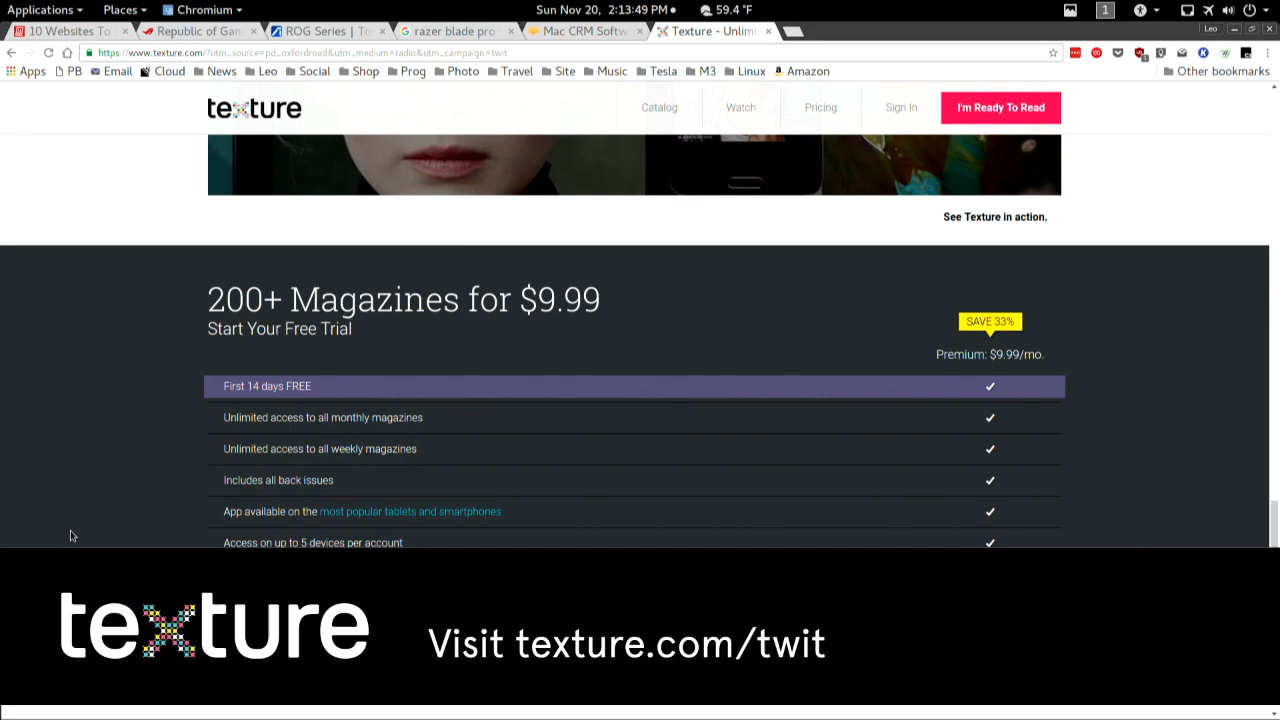 Applications Places Chromium Sun Nov 20, 2:13:49 PM 1 59.4 °F
10 Websites To Republic of Gam ROG Series | To razer blade pro Mac CRM Softw Texture - Unlim Leo
https://www.texture.com/?utm_source=pd_oxfordroad&utm_medium=radio&utm_campaign=twit
Apps PB Email Cloud News Leo Social Shop Prog Photo Travel Site Music Tesla M3 Linux Amazon Other bookmarks
texture Catalog Watch Pricing Sign In I'm Ready To Read
See Texture in action.
200+ Magazines for $9.99
Start Your Free Trial
SAVE 33%
Premium: $9.99/mo.
First 14 days FREE
Unlimited access to all monthly magazines
Unlimited access to all weekly magazines
Includes all back issues
App available on the most popular tablets and smartphones
Access on up to 5 devices per account
texture Visit texture.com/twit